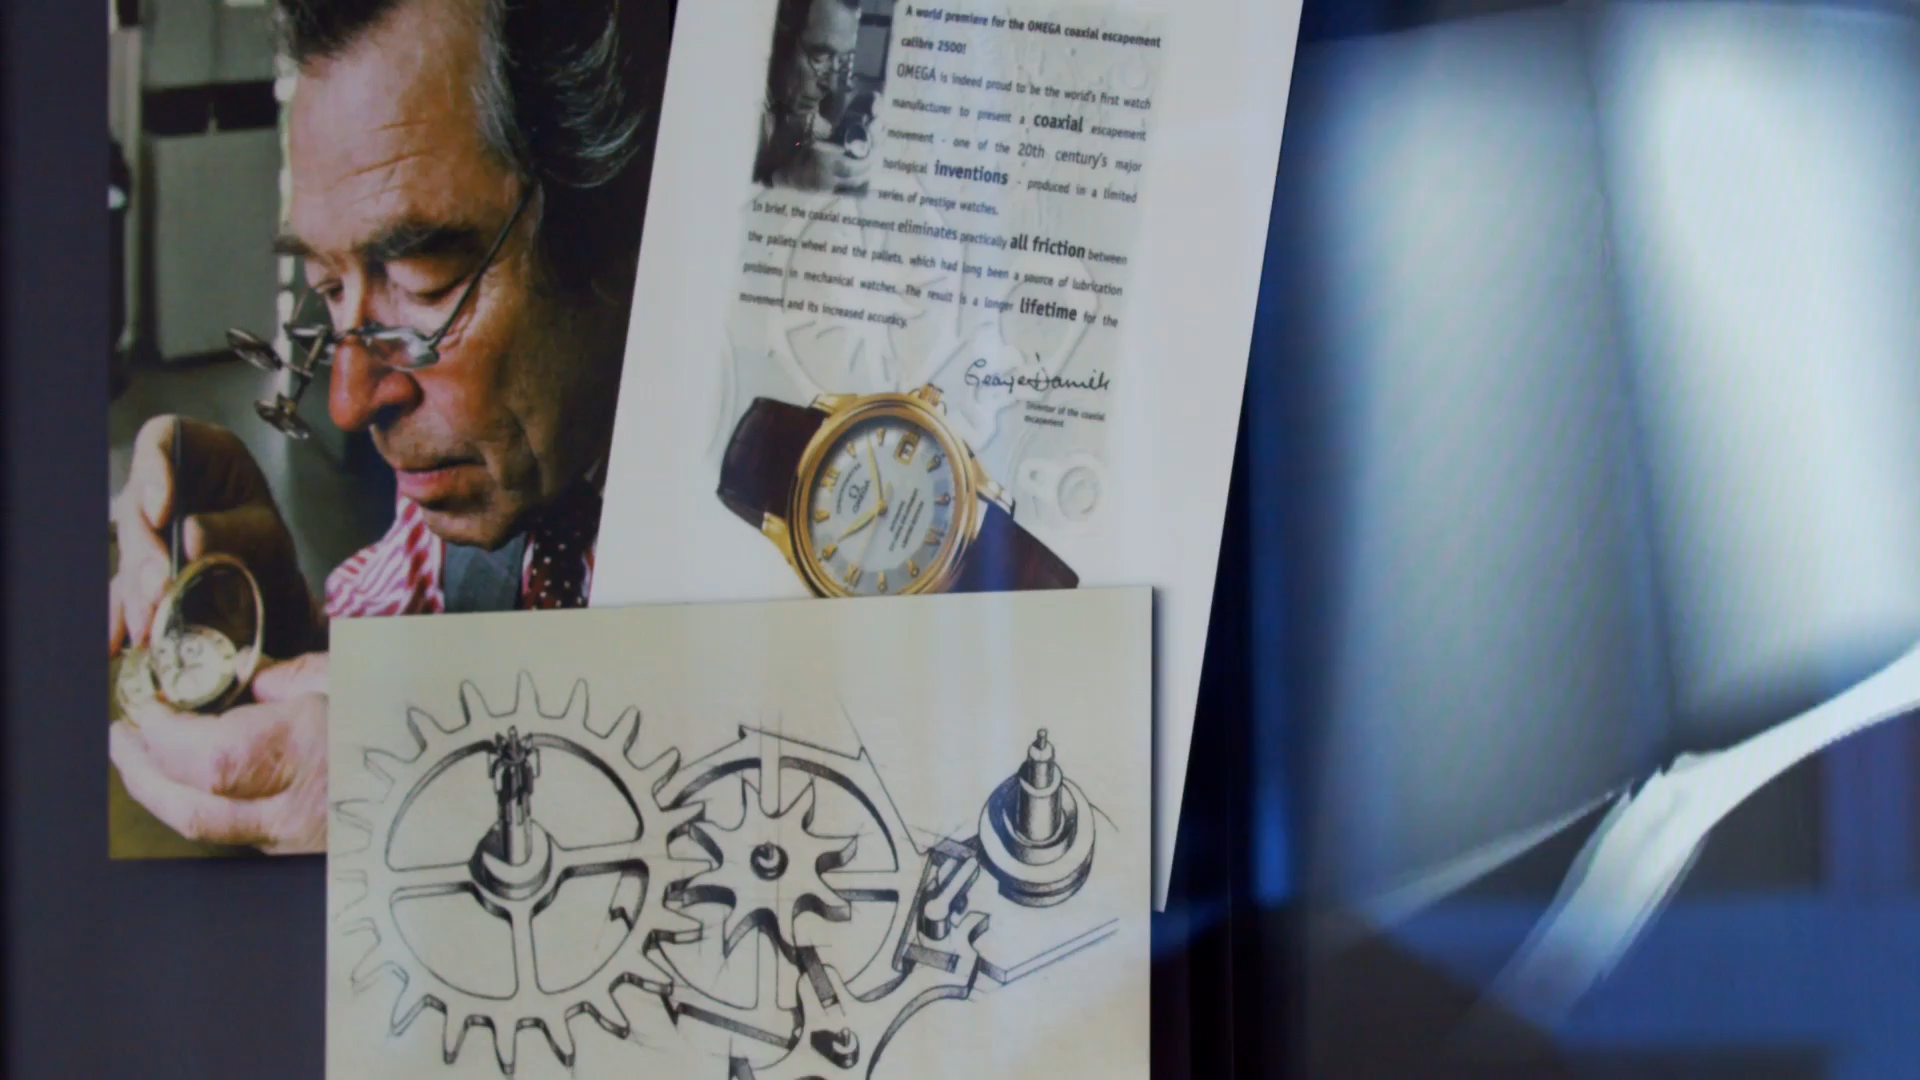 A world premiere for the OMEGA coaxial escapement
calibre 2500!
OMEGA is indeed proud to be the world's first watch
manufacturer to present a coaxial escapement
movement - one of the 20th century's major
horlogical inventions - produced in a limited
series of prestige watches.
In brief, the coaxial escapement eliminates practically all friction between
the pallets wheel and the pallets, which had long been a source of lubrication
problems in mechanical watches. The result is a longer lifetime for the
movement and its increased accuracy.
George Daniels
Inventor of the coaxial
escapement
Ω
OMEGA